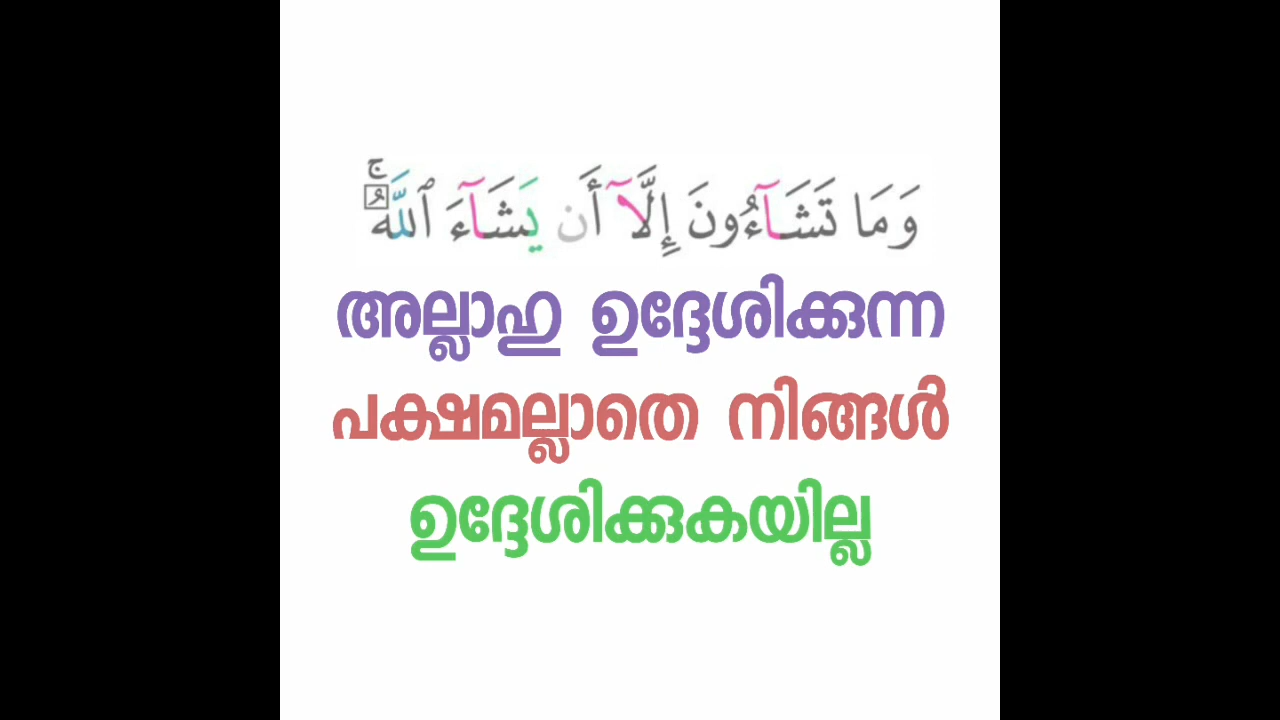 وَمَا تَشَآءُونَ إِلَّآ أَن يَشَآءَ ٱللَّهُ ۚ
അല്ലാഹു ഉദ്ദേശിക്കുന്ന
പക്ഷമല്ലാതെ നിങ്ങൾ
ഉദ്ദേശിക്കുകയില്ല